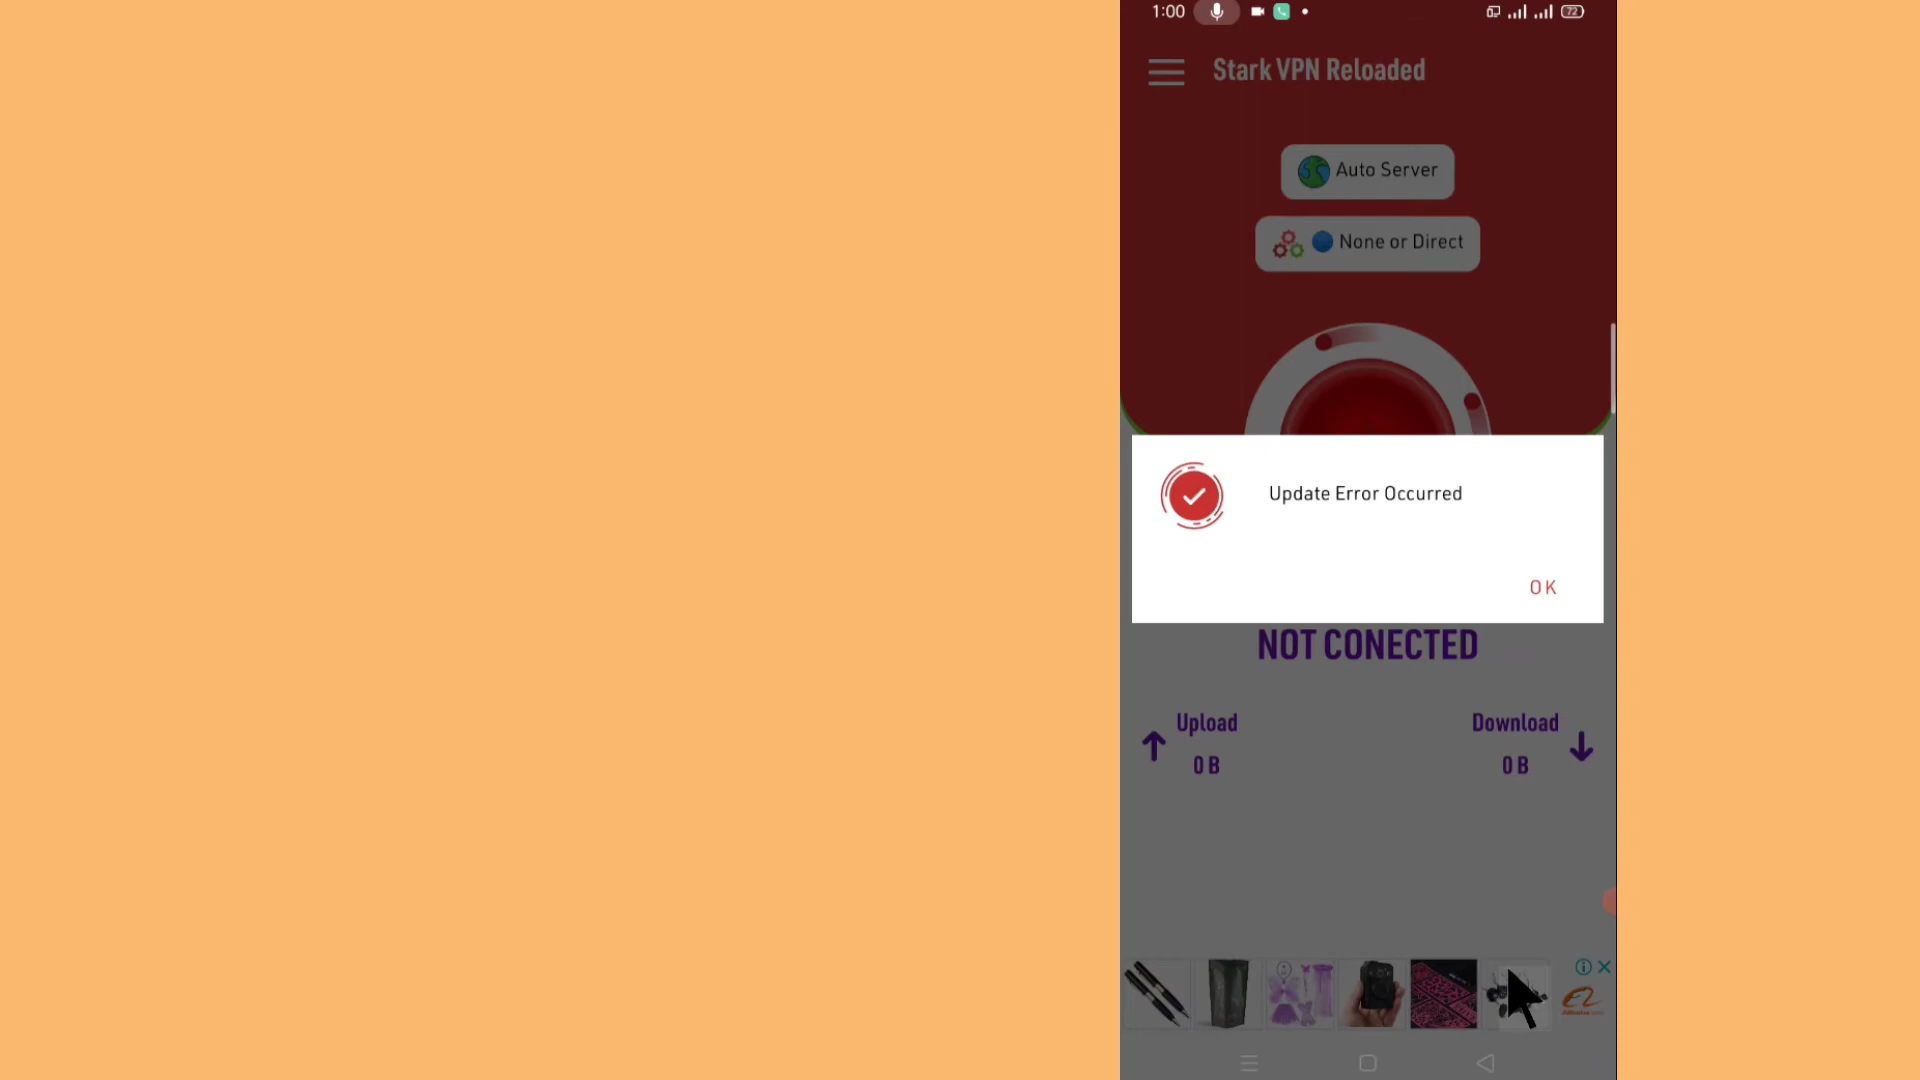 1:00
72
Stark VPN Reloaded
Auto Server
None or Direct
Update Error Occurred
OK
NOT CONECTED
Upload
Download
0 B
0 B